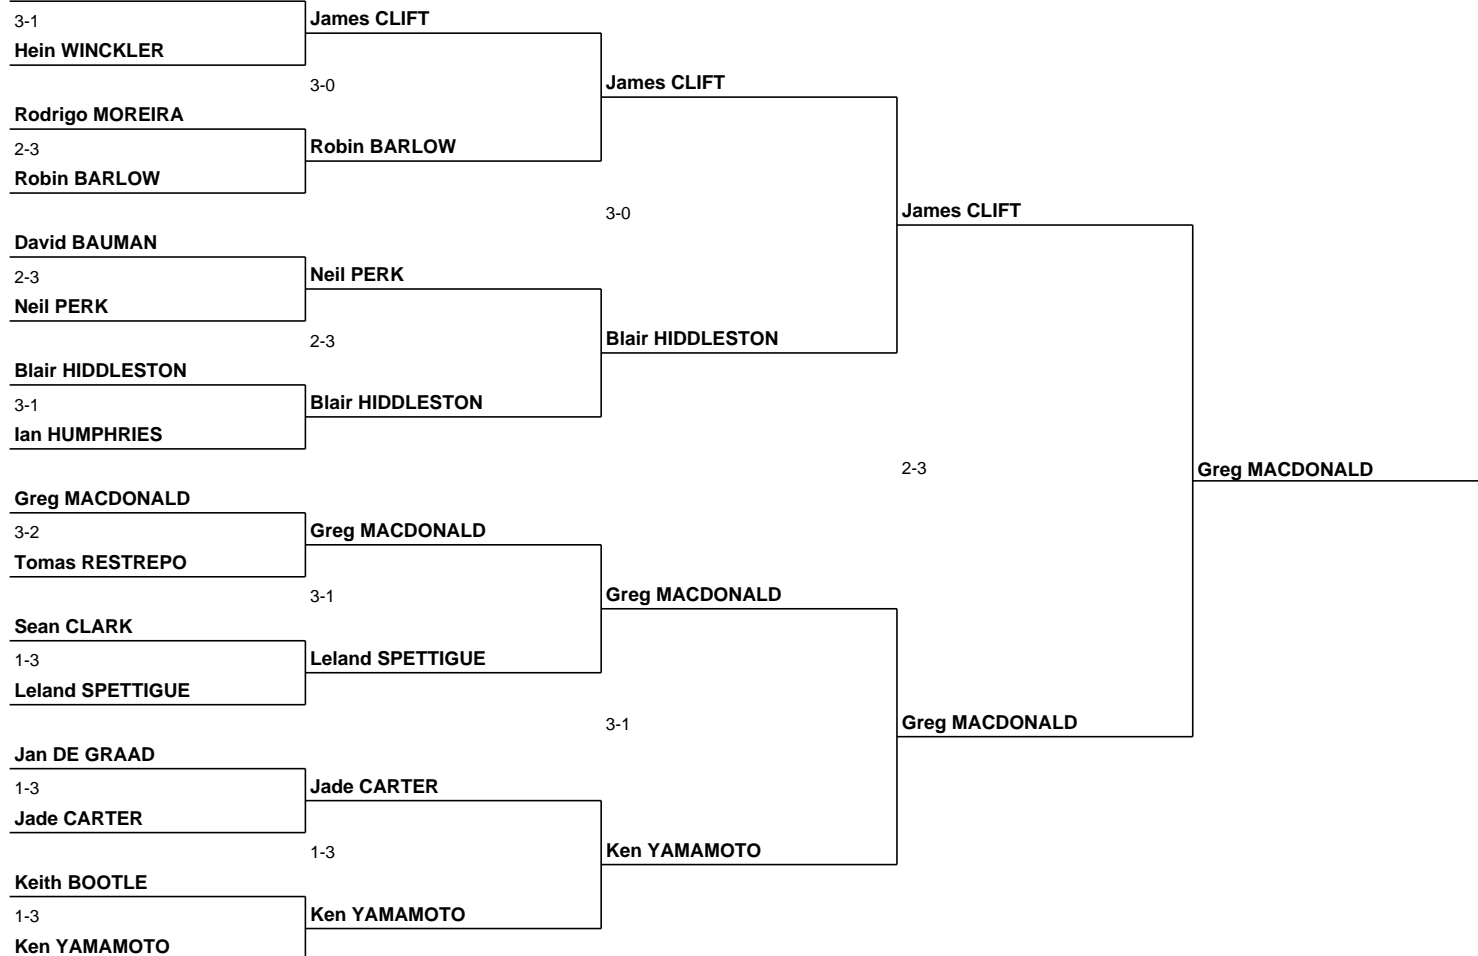 3-1
Hein WINCKLER
James CLIFT
3-0
Rodrigo MOREIRA
2-3
Robin BARLOW
Robin BARLOW
James CLIFT
3-0
David BAUMAN
2-3
Neil PERK
Neil PERK
2-3
Blair HIDDLESTON
3-1
Ian HUMPHRIES
Blair HIDDLESTON
Blair HIDDLESTON
James CLIFT
2-3
Greg MACDONALD
Greg MACDONALD
3-2
Tomas RESTREPO
Greg MACDONALD
3-1
Sean CLARK
1-3
Leland SPETTIGUE
Leland SPETTIGUE
Greg MACDONALD
3-1
Greg MACDONALD
Jan DE GRAAD
1-3
Jade CARTER
Jade CARTER
1-3
Keith BOOTLE
1-3
Ken YAMAMOTO
Ken YAMAMOTO
Ken YAMAMOTO